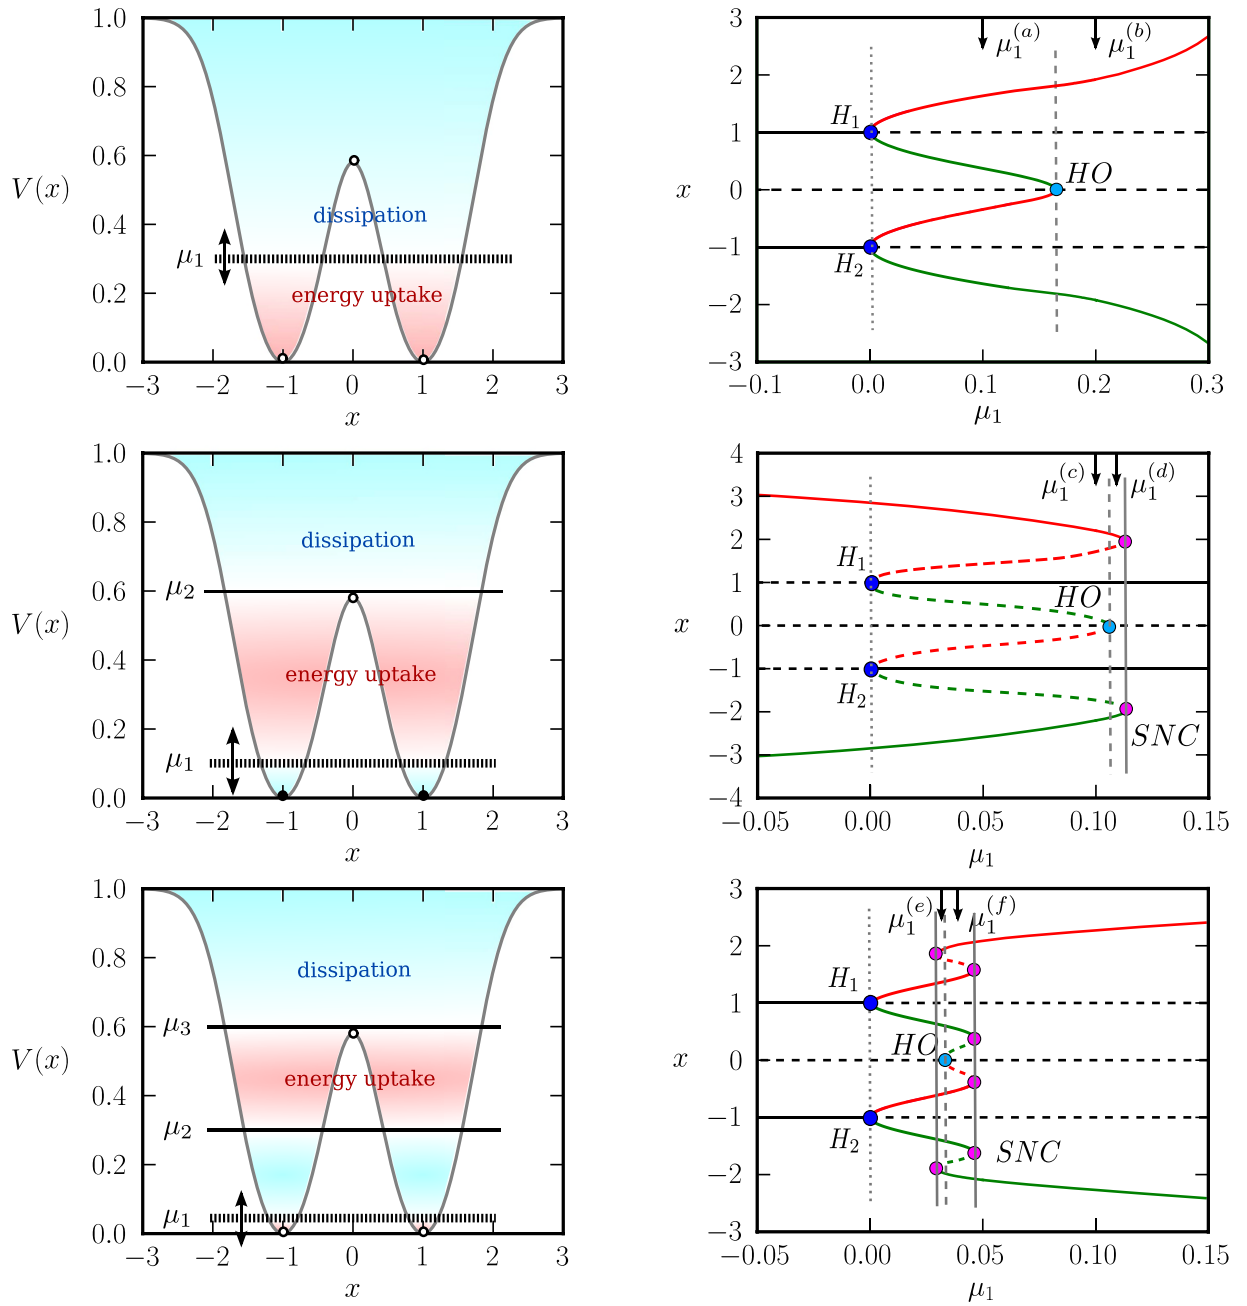 1.0
0.8
0.6
0.4
0.2
0.0
V(x)
μ₁
dissipation
energy uptake
−3 −2 −1 0 1 2 3
x
3
2
1
0
−1
−2
−3
x
μ₁^(a) μ₁^(b)
H₁
HO
H₂
−0.1 0.0 0.1 0.2 0.3
μ₁
1.0
0.8
0.6
0.4
0.2
0.0
V(x)
dissipation
μ₂
energy uptake
μ₁
−3 −2 −1 0 1 2 3
x
4
3
2
1
0
−1
−2
−3
−4
x
μ₁^(c) μ₁^(d)
H₁
HO
H₂
SNC
−0.05 0.00 0.05 0.10 0.15
μ₁
1.0
0.8
0.6
0.4
0.2
0.0
V(x)
dissipation
μ₃
energy uptake
μ₂
μ₁
−3 −2 −1 0 1 2 3
x
3
2
1
0
−1
−2
−3
x
μ₁^(e) μ₁^(f)
H₁
HO
H₂
SNC
−0.05 0.00 0.05 0.10 0.15
μ₁